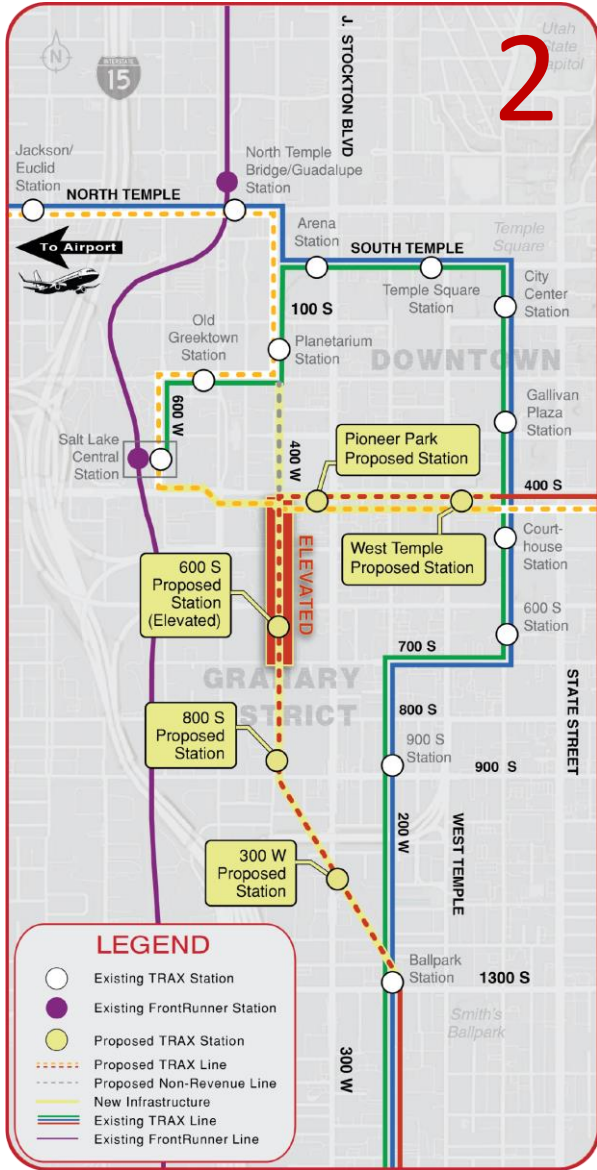 2
Utah
State
Capitol
N
INTERSTATE
15
J. STOCKTON BLVD
Jackson/
Euclid
Station
NORTH TEMPLE
North Temple
Bridge/Guadalupe
Station
To Airport
Arena
Station
SOUTH TEMPLE
Temple
Square
Temple Square
Station
City
Center
Station
100 S
Old
Greektown
Station
Planetarium
Station
DOWNTOWN
600 W
Gallivan
Plaza
Station
Salt Lake
Central
Station
400 W
Pioneer Park
Proposed Station
400 S
West Temple
Proposed Station
Court-
house
Station
ELEVATED
600 S
Proposed
Station
(Elevated)
600 S
Station
700 S
GRANARY
DISTRICT
STATE STREET
800 S
Proposed
Station
800 S
900 S
Station
900 S
200 W
WEST TEMPLE
300 W
Proposed
Station
Ballpark
Station
1300 S
Smith's
Ballpark
300 W
LEGEND
Existing TRAX Station
Existing FrontRunner Station
Proposed TRAX Station
Proposed TRAX Line
Proposed Non-Revenue Line
New Infrastructure
Existing TRAX Line
Existing FrontRunner Line